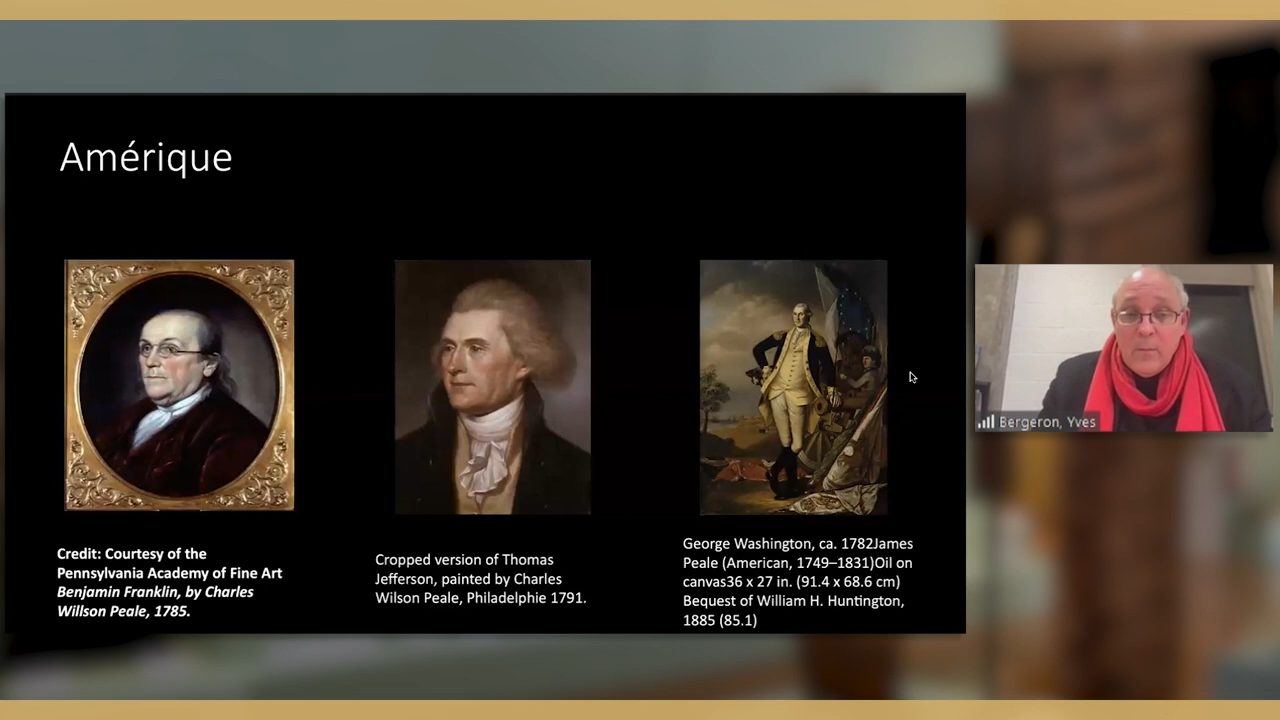 Amérique
Credit: Courtesy of the
Pennsylvania Academy of Fine Art
Benjamin Franklin, by Charles
Willson Peale, 1785.
Cropped version of Thomas
Jefferson, painted by Charles
Wilson Peale, Philadelphie 1791.
George Washington, ca. 1782James
Peale (American, 1749–1831)Oil on
canvas36 x 27 in. (91.4 x 68.6 cm)
Bequest of William H. Huntington,
1885 (85.1)
Bergeron, Yves